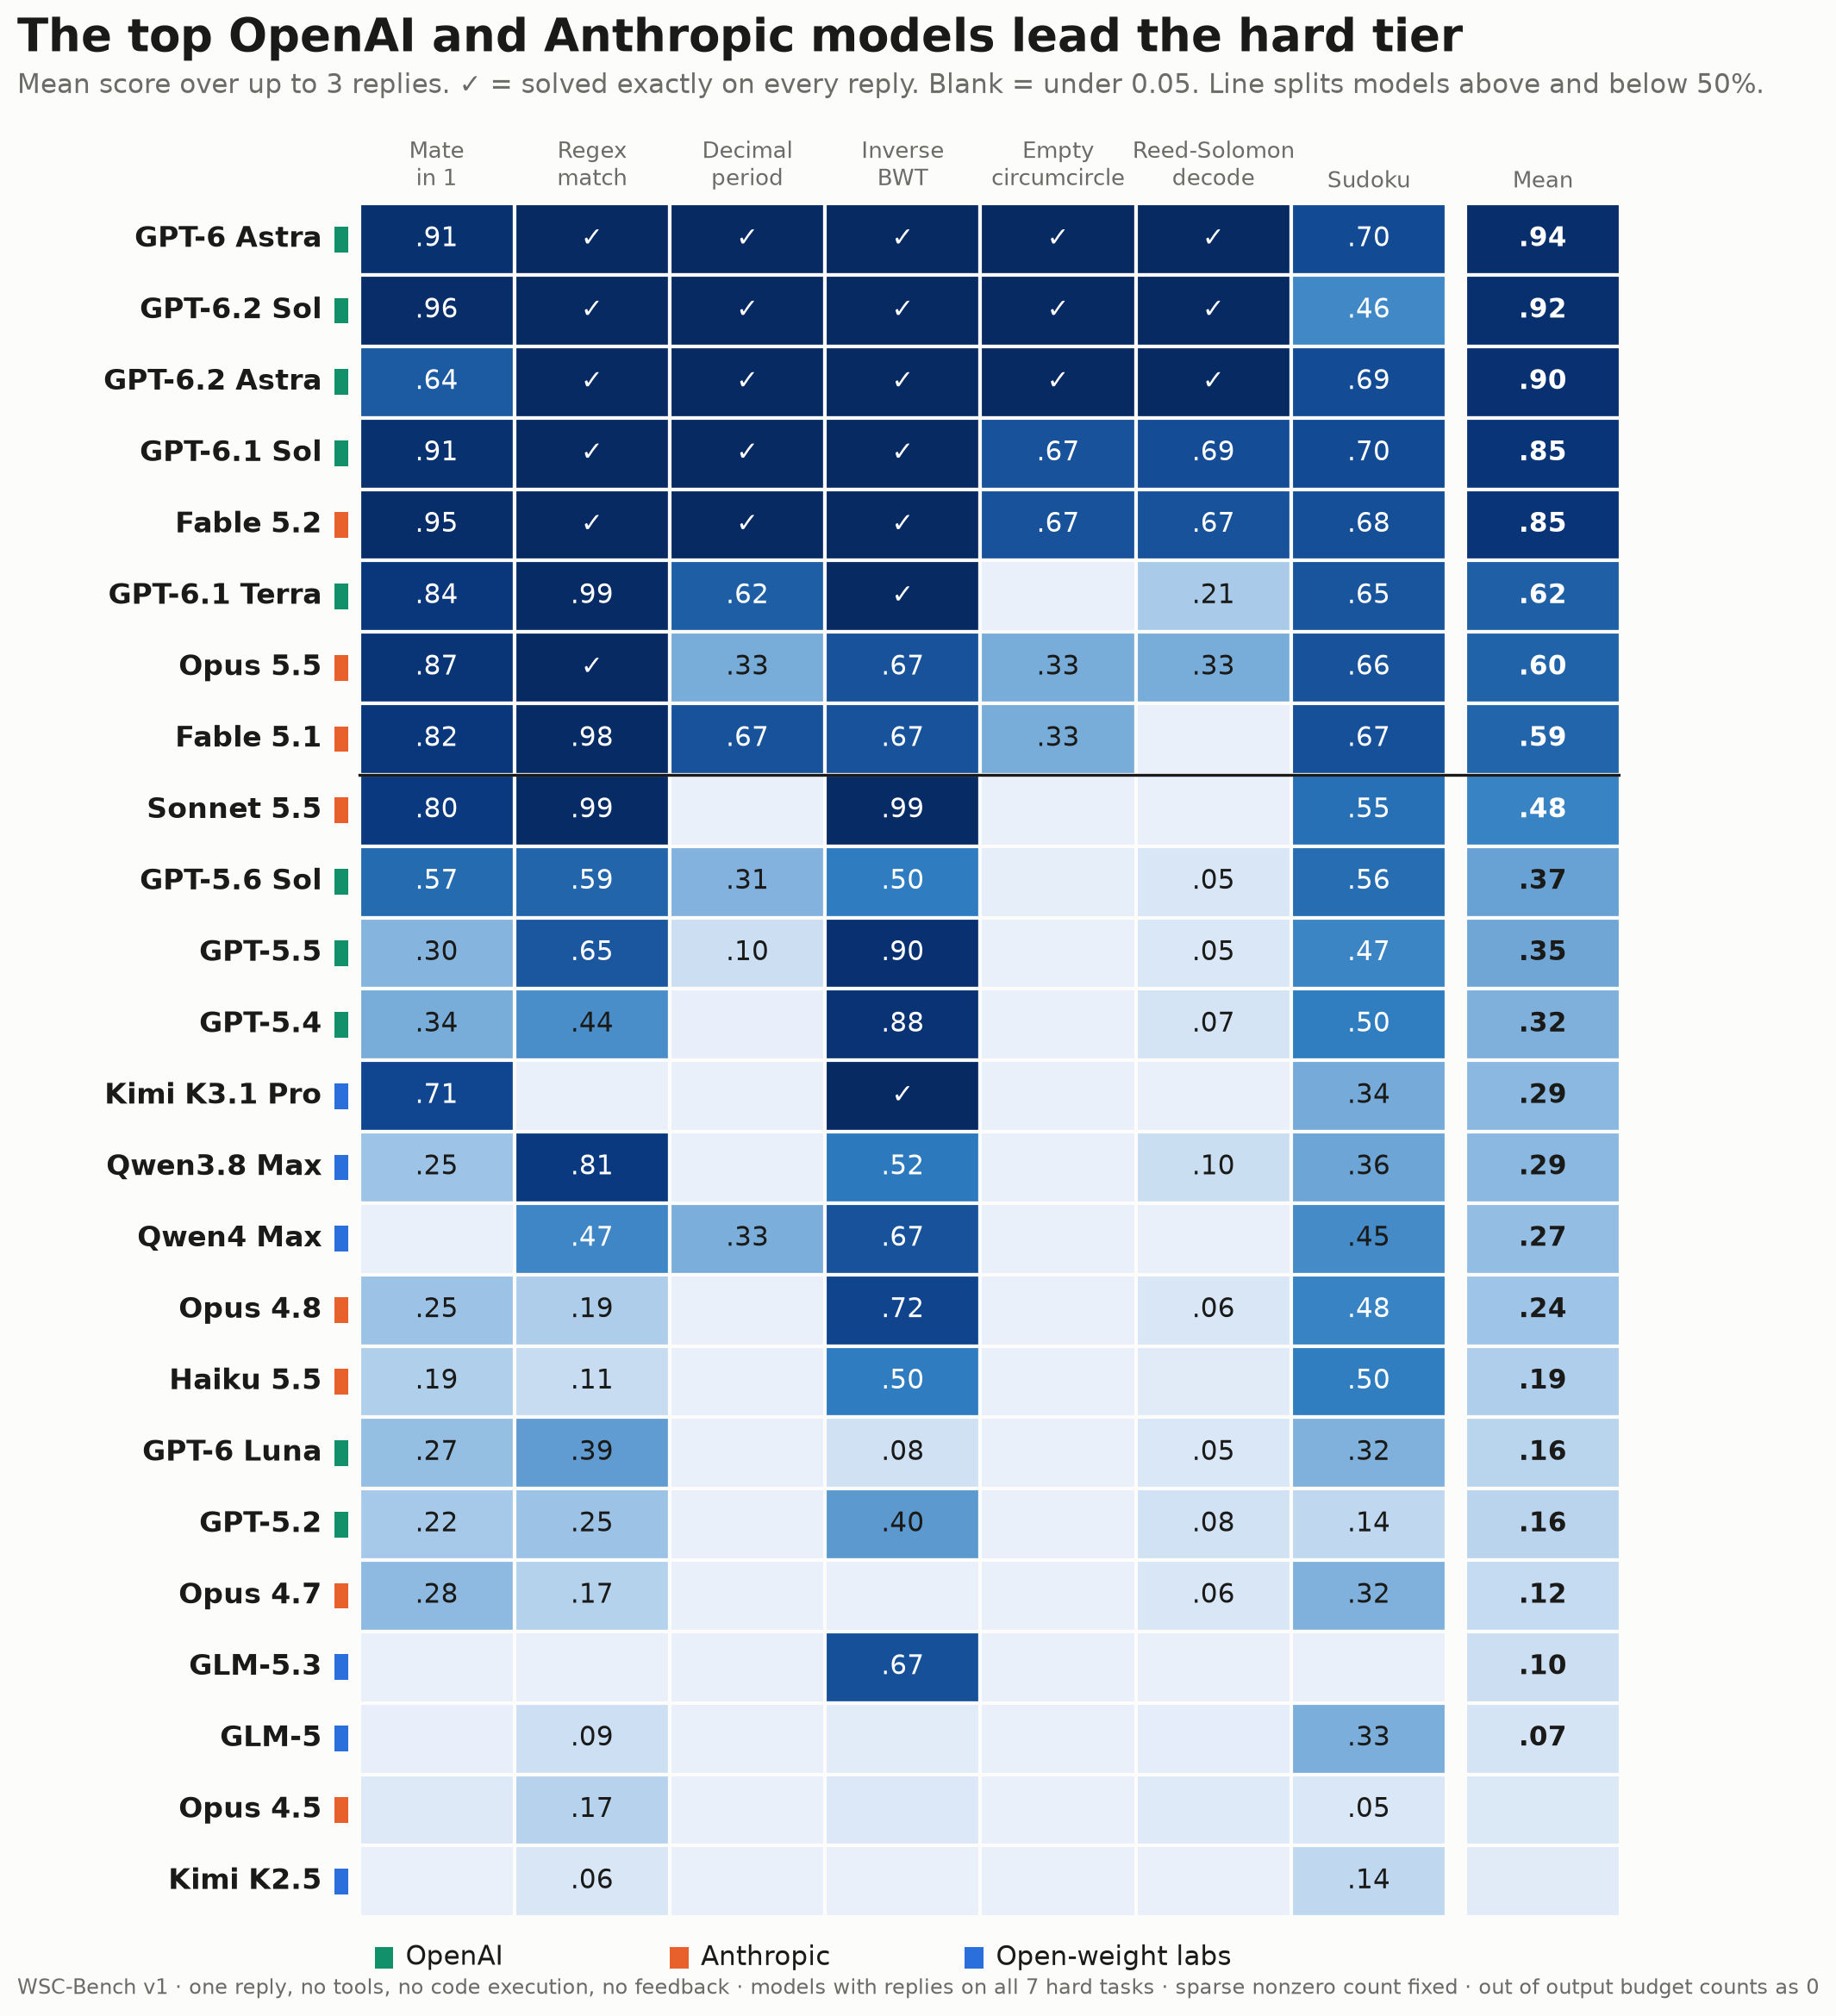 The top OpenAI and Anthropic models lead the hard tier
Mean score over up to 3 replies. ✓ = solved exactly on every reply. Blank = under 0.05. Line splits models above and below 50%.
Mate in 1 Regex match Decimal period Inverse BWT Empty circumcircle Reed-Solomon decode Sudoku Mean
GPT-6 Astra .91 ✓ ✓ ✓ ✓ ✓ .70 .94
GPT-6.2 Sol .96 ✓ ✓ ✓ ✓ ✓ .46 .92
GPT-6.2 Astra .64 ✓ ✓ ✓ ✓ ✓ .69 .90
GPT-6.1 Sol .91 ✓ ✓ ✓ .67 .69 .70 .85
Fable 5.2 .95 ✓ ✓ ✓ .67 .67 .68 .85
GPT-6.1 Terra .84 .99 .62 ✓ .21 .65 .62
Opus 5.5 .87 ✓ .33 .67 .33 .33 .66 .60
Fable 5.1 .82 .98 .67 .67 .33 .67 .59
Sonnet 5.5 .80 .99 .99 .55 .48
GPT-5.6 Sol .57 .59 .31 .50 .05 .56 .37
GPT-5.5 .30 .65 .10 .90 .05 .47 .35
GPT-5.4 .34 .44 .88 .07 .50 .32
Kimi K3.1 Pro .71 ✓ .34 .29
Qwen3.8 Max .25 .81 .52 .10 .36 .29
Qwen4 Max .47 .33 .67 .45 .27
Opus 4.8 .25 .19 .72 .06 .48 .24
Haiku 5.5 .19 .11 .50 .50 .19
GPT-6 Luna .27 .39 .08 .05 .32 .16
GPT-5.2 .22 .25 .40 .08 .14 .16
Opus 4.7 .28 .17 .06 .32 .12
GLM-5.3 .67 .10
GLM-5 .09 .33 .07
Opus 4.5 .17 .05
Kimi K2.5 .06 .14
OpenAI Anthropic Open-weight labs
WSC-Bench v1 · one reply, no tools, no code execution, no feedback · models with replies on all 7 hard tasks · sparse nonzero count fixed · out of output budget counts as 0